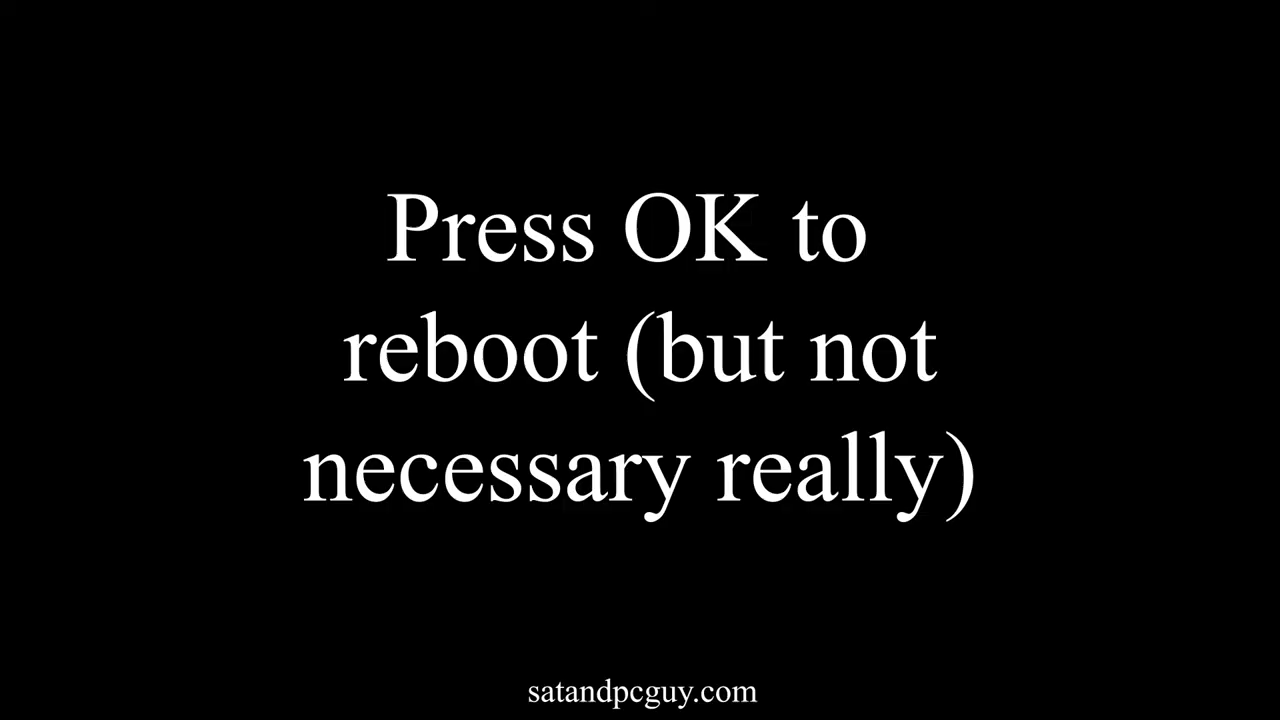 Press OK to
reboot (but not
necessary really)
satandpcguy.com